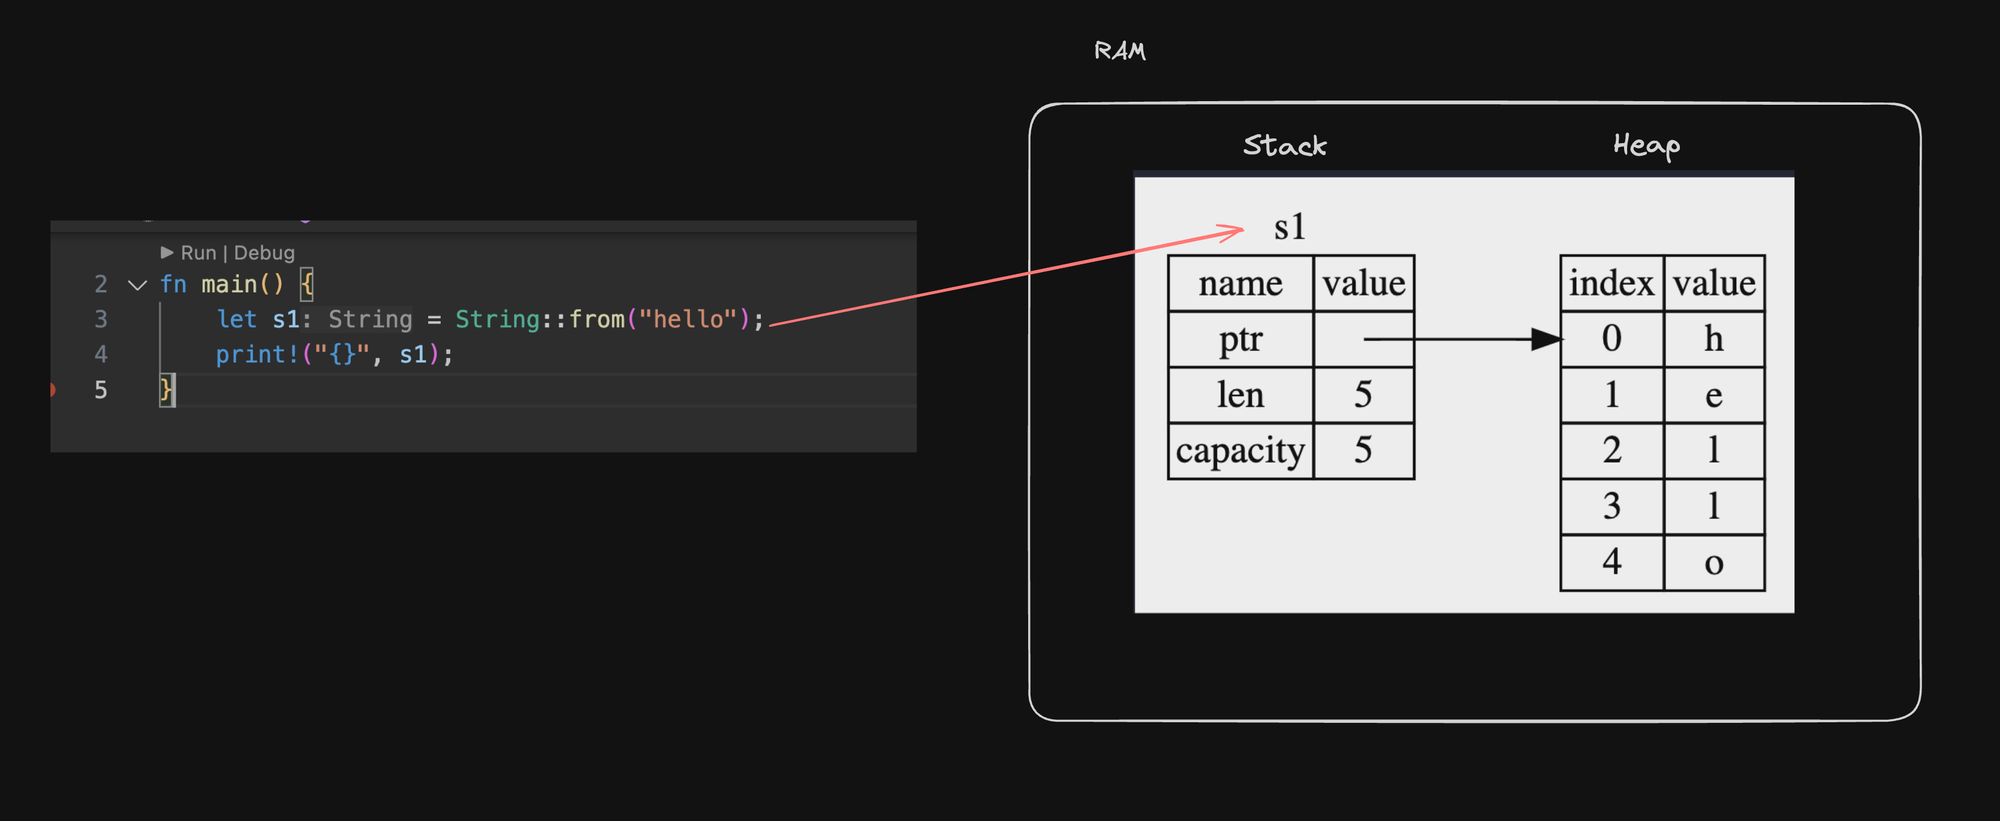 RAM
Stack Heap
▶ Run | Debug
2 fn main() {
3 let s1: String = String::from("hello");
4 print!("{}", s1);
5 }
s1
name value
ptr
len 5
capacity 5
index value
0 h
1 e
2 l
3 l
4 o